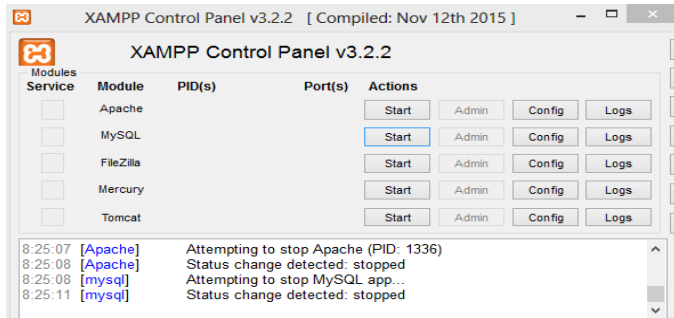 XAMPP Control Panel v3.2.2 [ Compiled: Nov 12th 2015 ]
XAMPP Control Panel v3.2.2
Modules
Service Module PID(s) Port(s) Actions
Apache Start Admin Config Logs
MySQL Start Admin Config Logs
FileZilla Start Admin Config Logs
Mercury Start Admin Config Logs
Tomcat Start Admin Config Logs
8:25:07 [Apache] Attempting to stop Apache (PID: 1336)
8:25:08 [Apache] Status change detected: stopped
8:25:08 [mysql] Attempting to stop MySQL app...
8:25:11 [mysql] Status change detected: stopped